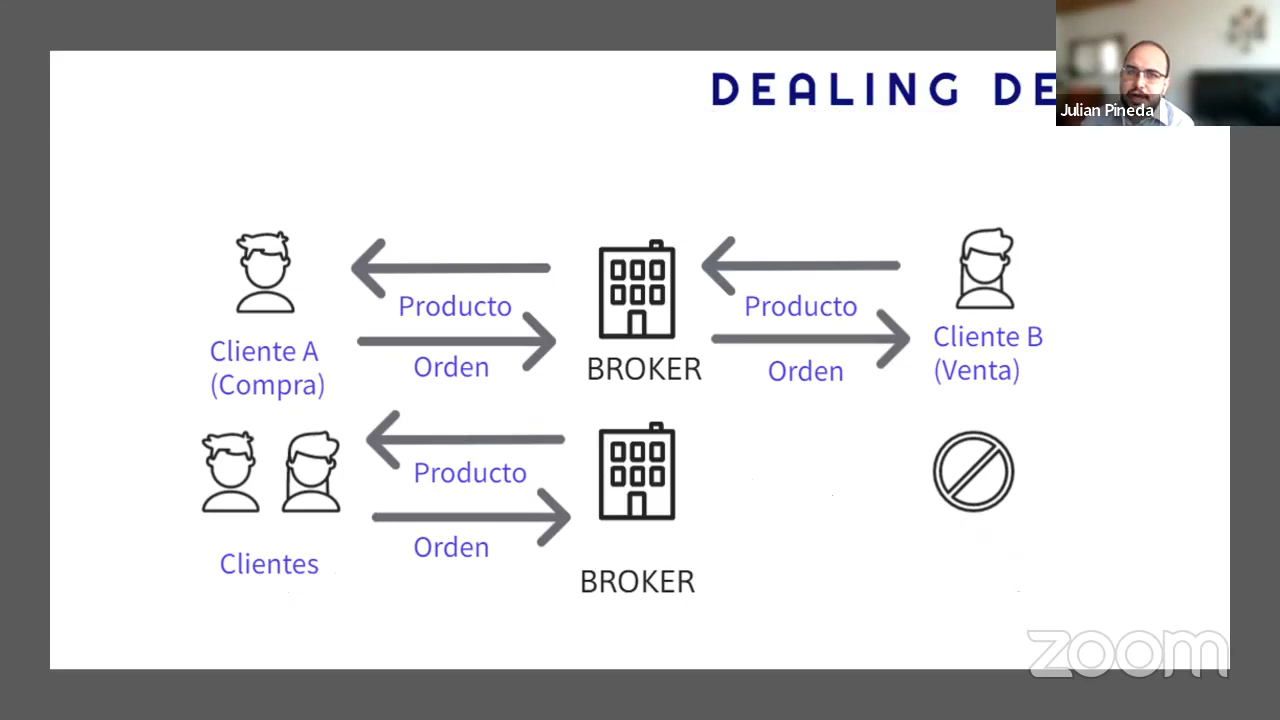 DEALING DE
Julian Pineda
Producto
Producto
Cliente A
(Compra)
Orden
BROKER
Orden
Cliente B
(Venta)
Producto
Orden
Clientes
BROKER
zoom